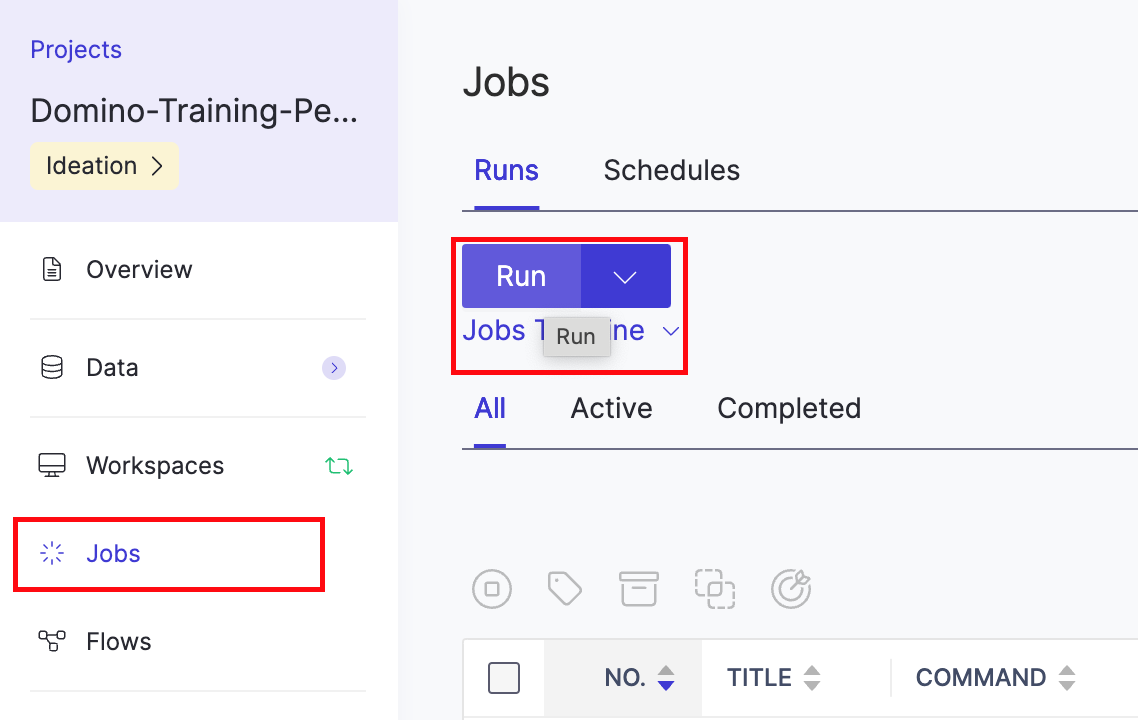 Projects
Domino-Training-Pe...
Ideation
Overview
Data
Workspaces
Jobs
Flows
Jobs
Runs Schedules
Run
Jobs T ine
Run
All Active Completed
NO. TITLE COMMAND